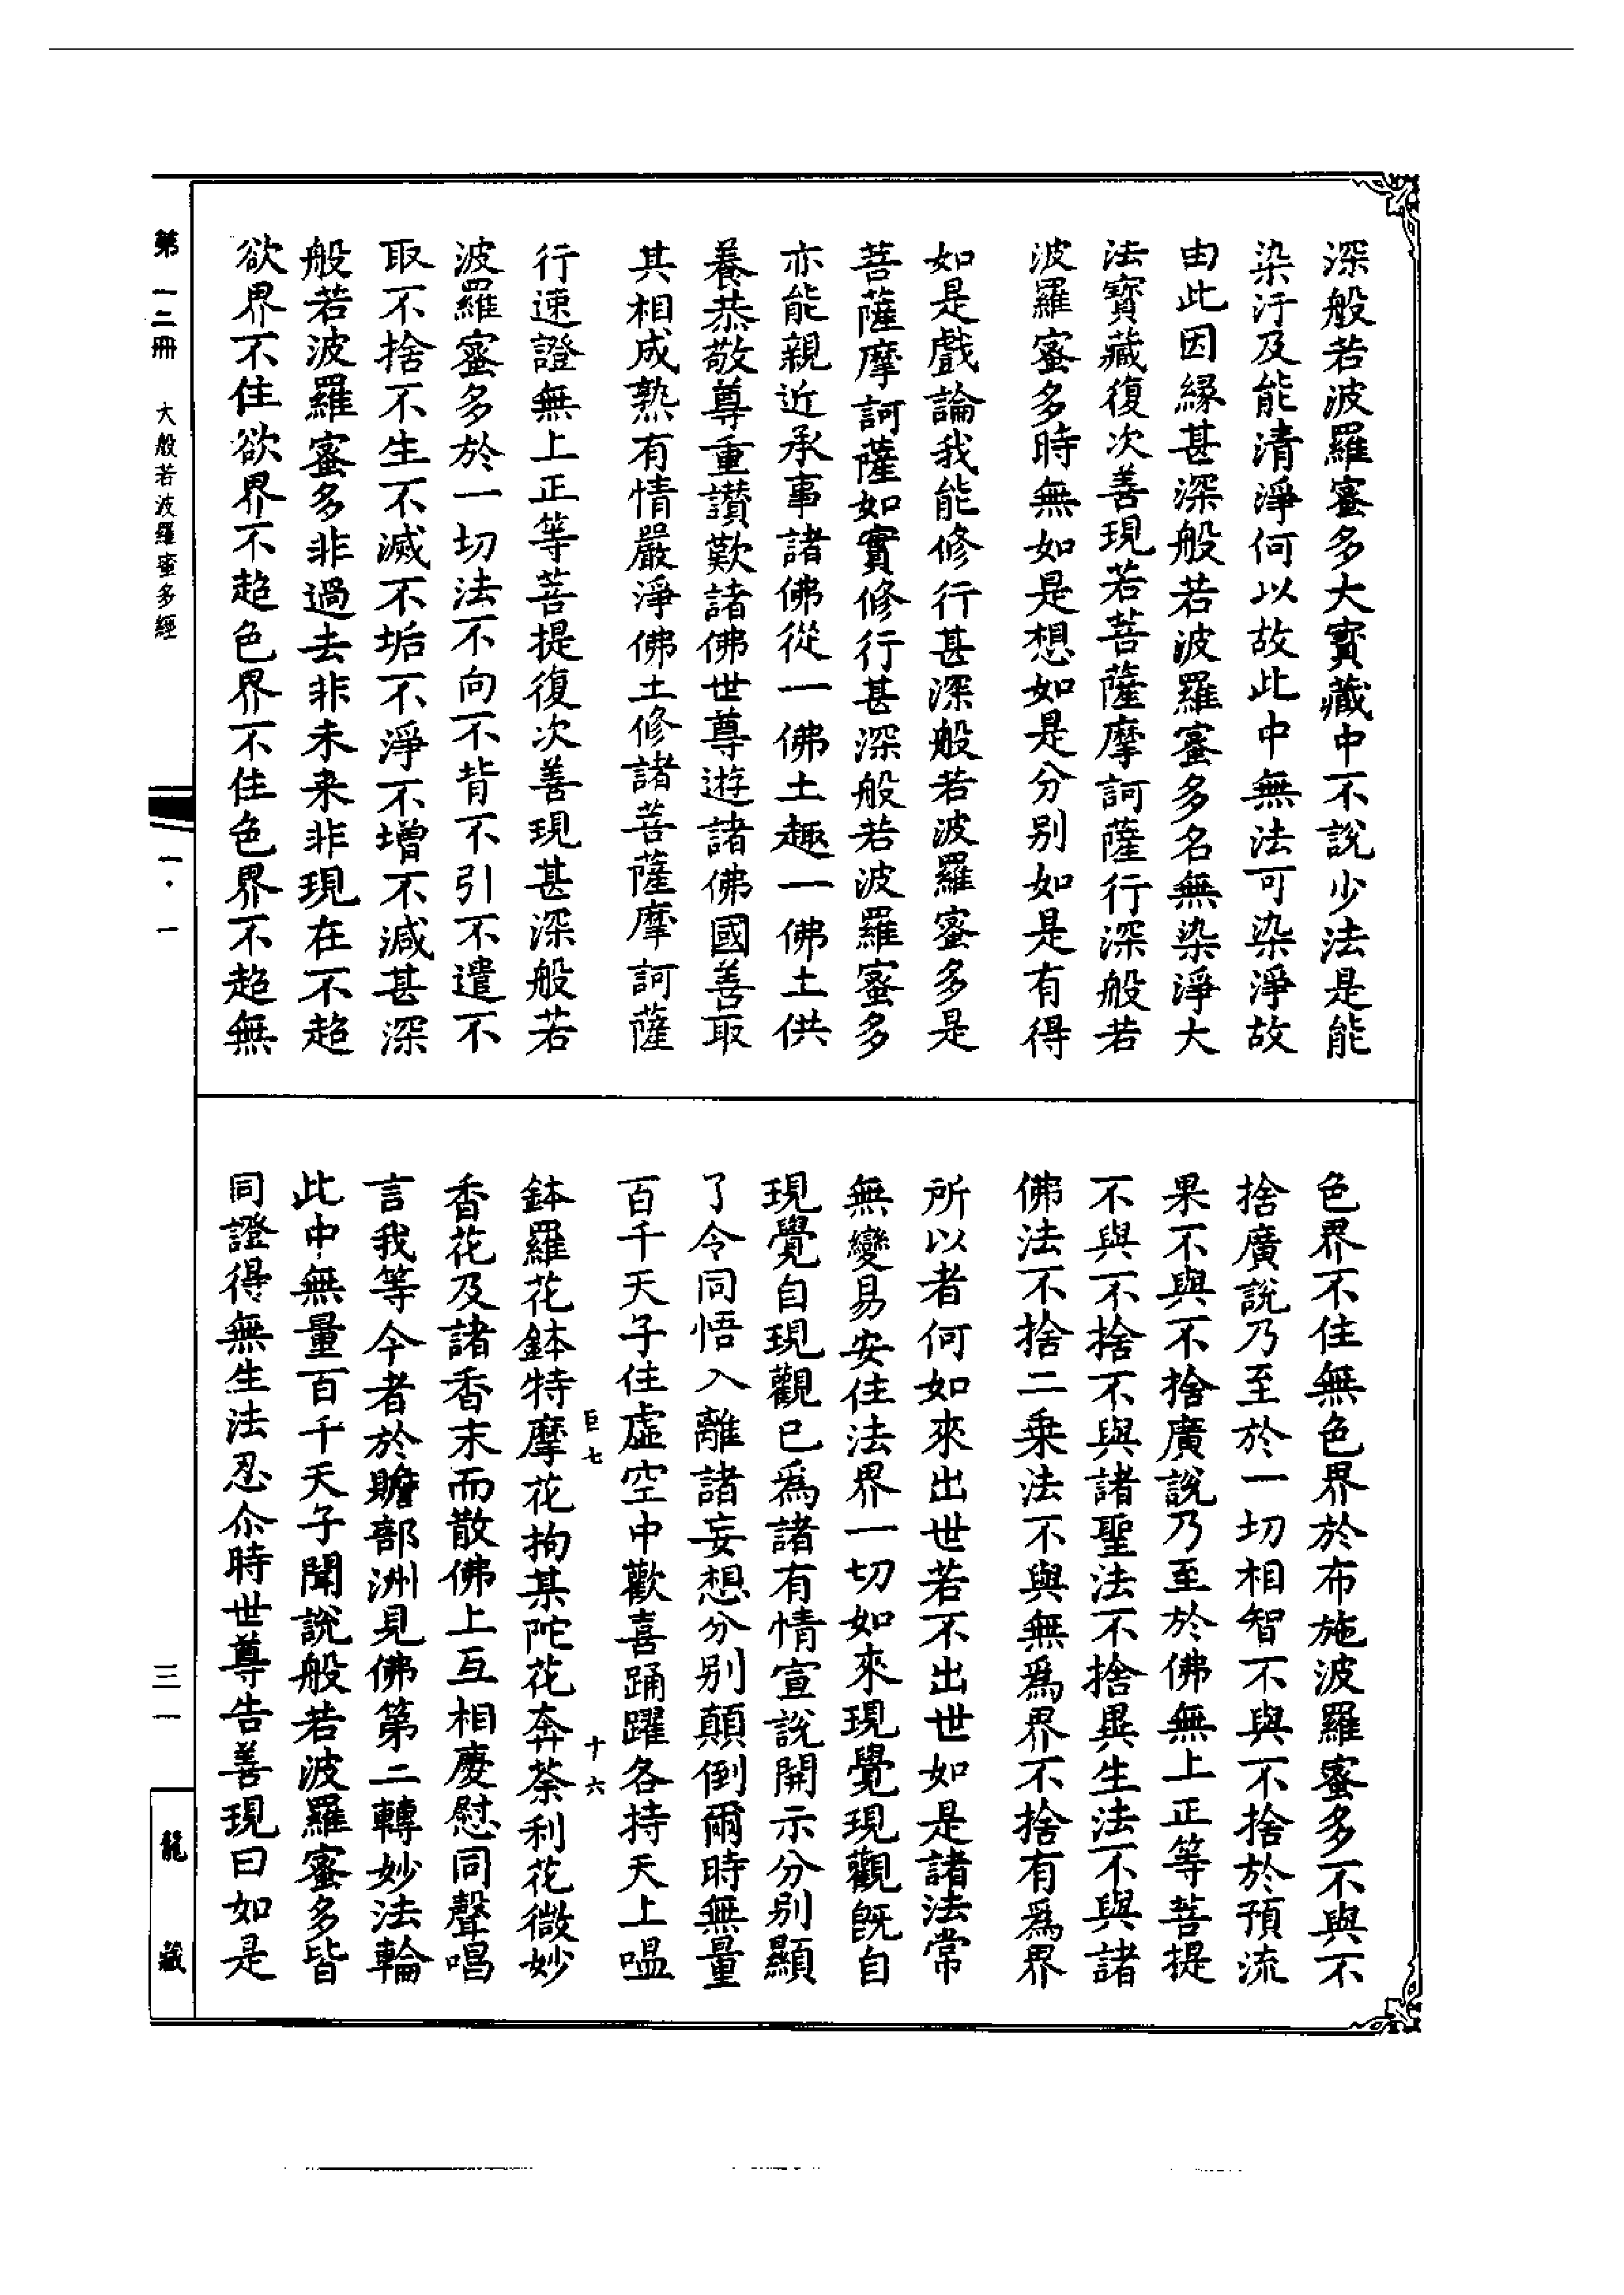 深般若波羅蜜多大寶藏中不說少法是能
染汙及能清淨何以故此中無法可染淨故
由此因緣甚深般若波羅蜜多名無染淨大
法寶藏復次善現若菩薩摩訶薩行深般若
波羅蜜多時無如是想如是分別如是有得
如是戲論我能修行甚深般若波羅蜜多是
菩薩摩訶薩如實修行甚深般若波羅蜜多
亦能親近承事諸佛從一佛土趣一佛土供
養恭敬尊重讚歎諸佛世尊遊諸佛國善取
其相成熟有情嚴淨佛土修諸菩薩摩訶薩
行速證無上正等菩提復次善現甚深般若
波羅蜜多於一切法不向不背不引不遣不
取不捨不生不滅不垢不淨不增不減甚深
般若波羅蜜多非過去非未来非現在不超
欲界不住欲界不超色界不住色界不超無
色界不住無色界於布施波羅蜜多不與不
捨廣說乃至於一切相智不與不捨於預流
果不與不捨廣說乃至於佛無上正等菩提
不與不捨不與諸聖法不捨異生法不與諸
佛法不捨二乘法不與無為界不捨有為界
所以者何如來出世若不出世如是諸法常
無變易安住法界一切如來現覺現觀既自
現覺自現觀已為諸有情宣說開示分別顯
了令同悟入離諸妄想分別顛倒爾時無量
百千天子住虛空中歡喜踊躍各持天上嗢
鉢羅花鉢特摩花拘某陀花奔荼利花微妙
巨七
十六
香花及諸香末而散佛上互相慶慰同聲唱
言我等今者於贍部洲見佛第二轉妙法輪
此中無量百千天子聞說般若波羅蜜多皆
同證得無生法忍尒時世尊告善現曰如是
第一二冊
大般若波羅蜜多經
一·一
三一
龍藏